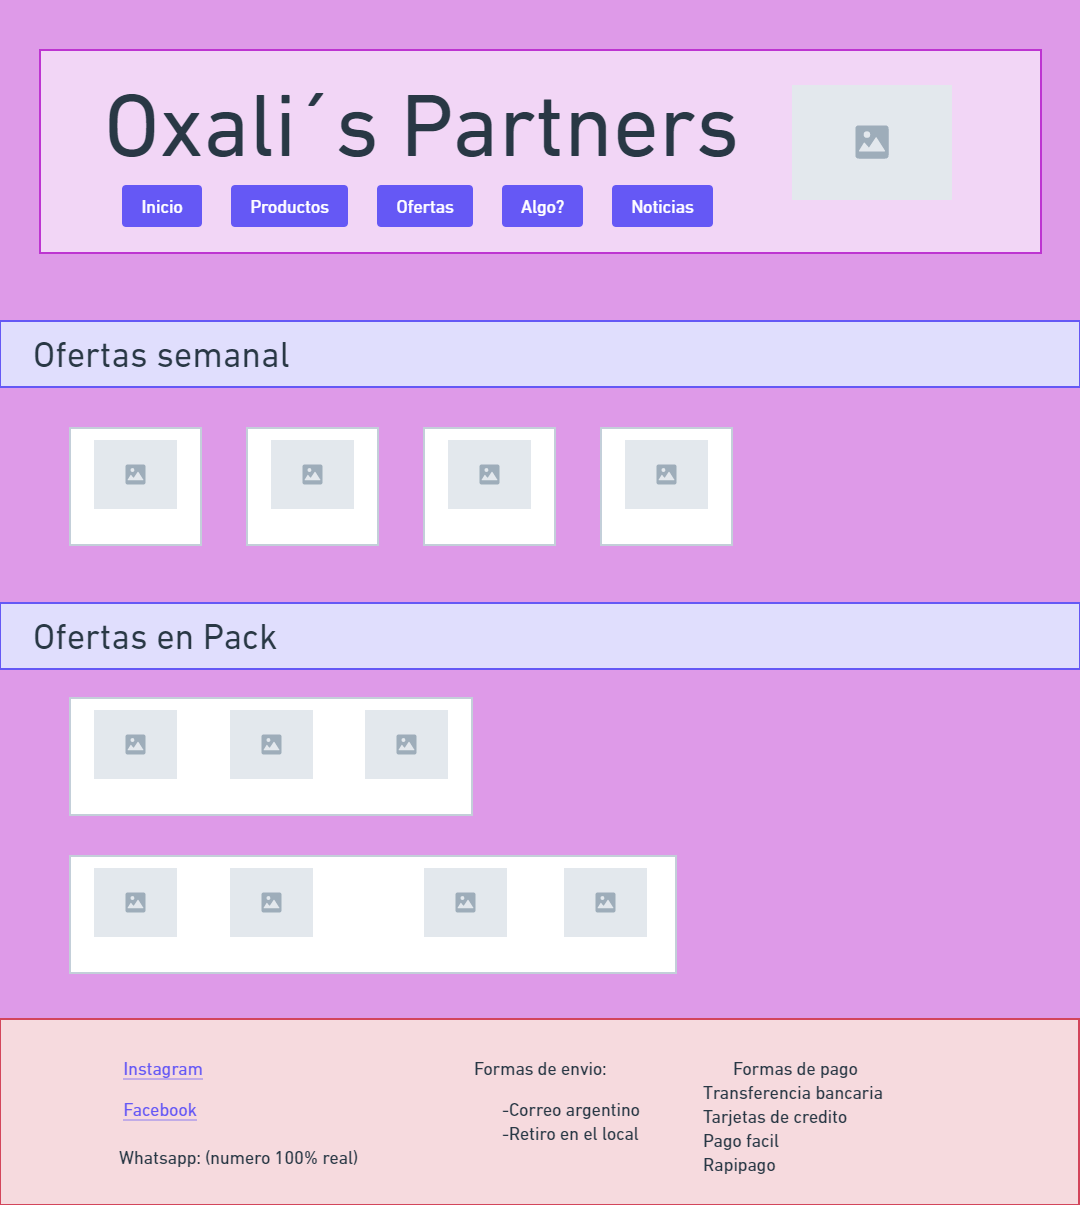 Oxali´s Partners
Inicio Productos Ofertas Algo? Noticias
Ofertas semanal
Ofertas en Pack
Instagram
Facebook
Whatsapp: (numero 100% real)
Formas de envio:
-Correo argentino
-Retiro en el local
Formas de pago
Transferencia bancaria
Tarjetas de credito
Pago facil
Rapipago